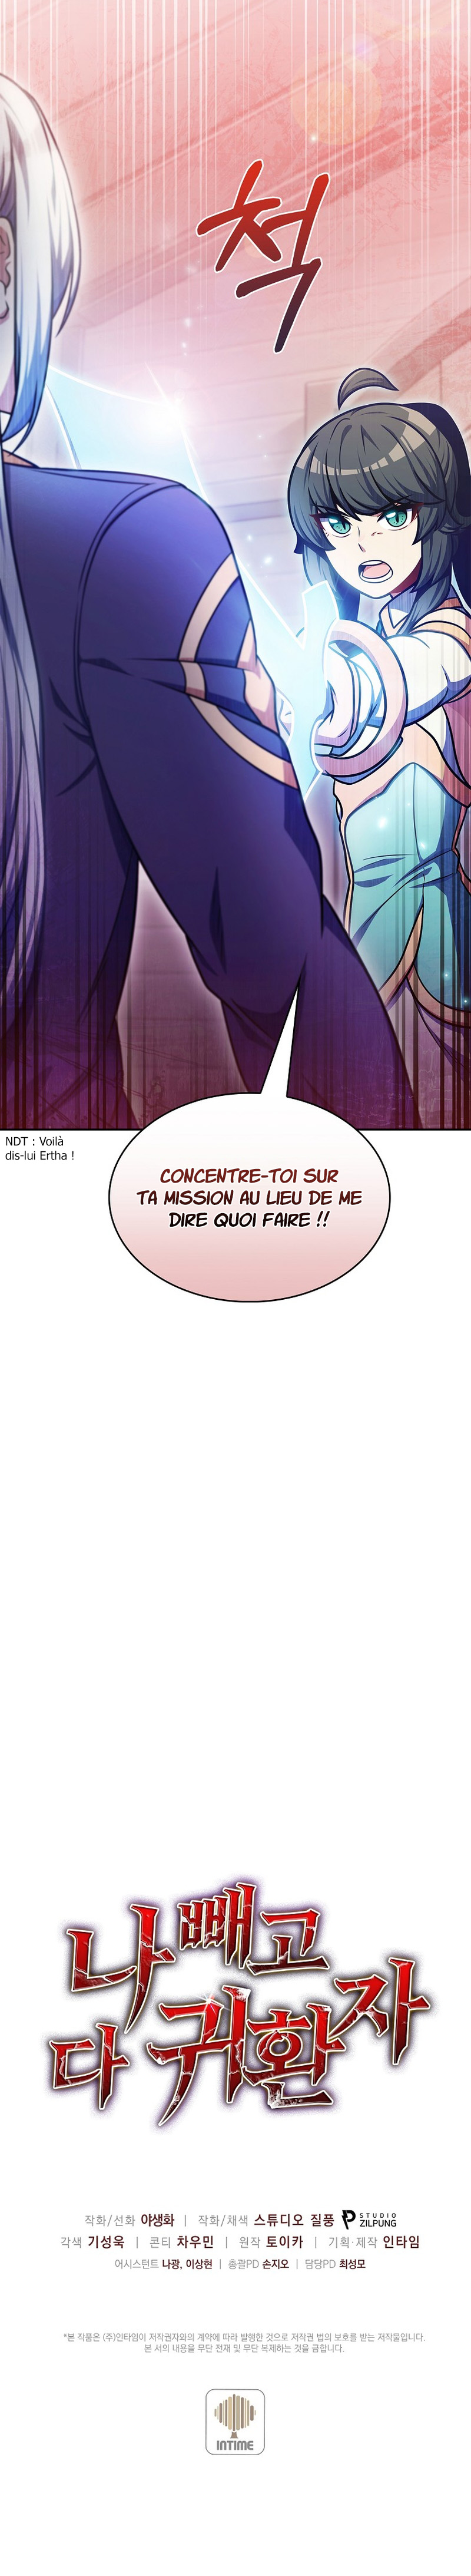 척
NDT : Voilà
dis-lui Ertha !
CONCENTRE-TOI SUR
TA MISSION AU LIEU DE ME
DIRE QUOI FAIRE !!
나 빼고
다 귀환자
작화/선화 야생화 | 작화/채색 스튜디오 질풍 STUDIO ZILPUNG
각색 기성욱 | 콘티 차우민 | 원작 토이카 | 기획·제작 인타임
어시스턴트 나광, 이상현 | 총괄PD 손지오 | 담당PD 최성모
*본 작품은 (주)인타임이 저작권자와의 계약에 따라 발행한 것으로 저작권 법의 보호를 받는 저작물입니다.
본 서의 내용을 무단 전재 및 무단 복제하는 것을 금합니다.
INTIME